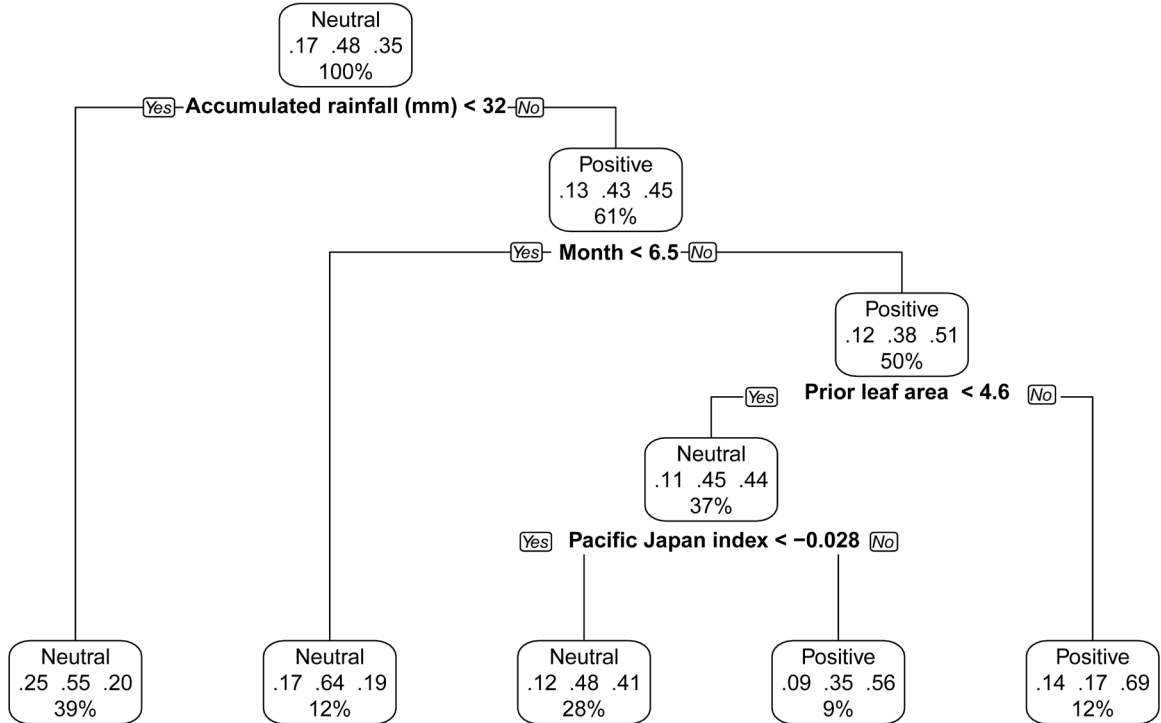 Neutral
.17 .48 .35
100%
Yes Accumulated rainfall (mm) < 32 No
Positive
.13 .43 .45
61%
Yes Month < 6.5 No
Positive
.12 .38 .51
50%
Yes Prior leaf area < 4.6 No
Neutral
.11 .45 .44
37%
Yes Pacific Japan index < −0.028 No
Neutral
.25 .55 .20
39%
Neutral
.17 .64 .19
12%
Neutral
.12 .48 .41
28%
Positive
.09 .35 .56
9%
Positive
.14 .17 .69
12%